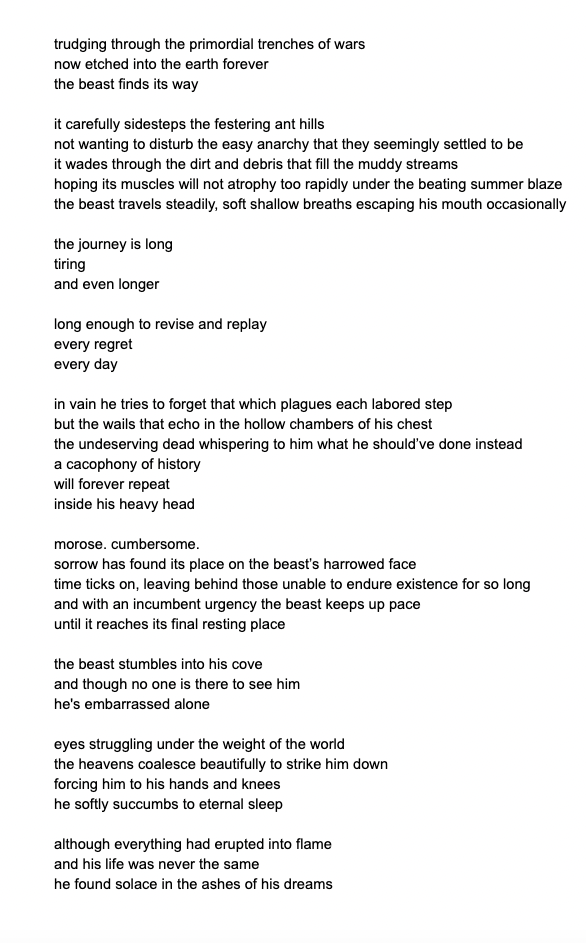 trudging through the primordial trenches of wars
now etched into the earth forever
the beast finds its way

it carefully sidesteps the festering ant hills
not wanting to disturb the easy anarchy that they seemingly settled to be
it wades through the dirt and debris that fill the muddy streams
hoping its muscles will not atrophy too rapidly under the beating summer blaze
the beast travels steadily, soft shallow breaths escaping his mouth occasionally

the journey is long
tiring
and even longer

long enough to revise and replay
every regret
every day

in vain he tries to forget that which plagues each labored step
but the wails that echo in the hollow chambers of his chest
the undeserving dead whispering to him what he should've done instead
a cacophony of history
will forever repeat
inside his heavy head

morose. cumbersome.
sorrow has found its place on the beast's harrowed face
time ticks on, leaving behind those unable to endure existence for so long
and with an incumbent urgency the beast keeps up pace
until it reaches its final resting place

the beast stumbles into his cove
and though no one is there to see him
he's embarrassed alone

eyes struggling under the weight of the world
the heavens coalesce beautifully to strike him down
forcing him to his hands and knees
he softly succumbs to eternal sleep

although everything had erupted into flame
and his life was never the same
he found solace in the ashes of his dreams